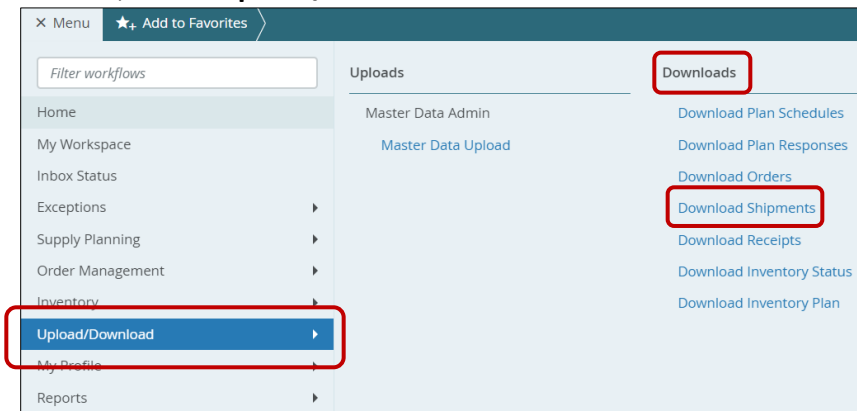 × Menu ★+ Add to Favorites
Filter workflows
Home
My Workspace
Inbox Status
Exceptions
Supply Planning
Order Management
Inventory
Upload/Download
My Profile
Reports
Uploads
Master Data Admin
Master Data Upload
Downloads
Download Plan Schedules
Download Plan Responses
Download Orders
Download Shipments
Download Receipts
Download Inventory Status
Download Inventory Plan